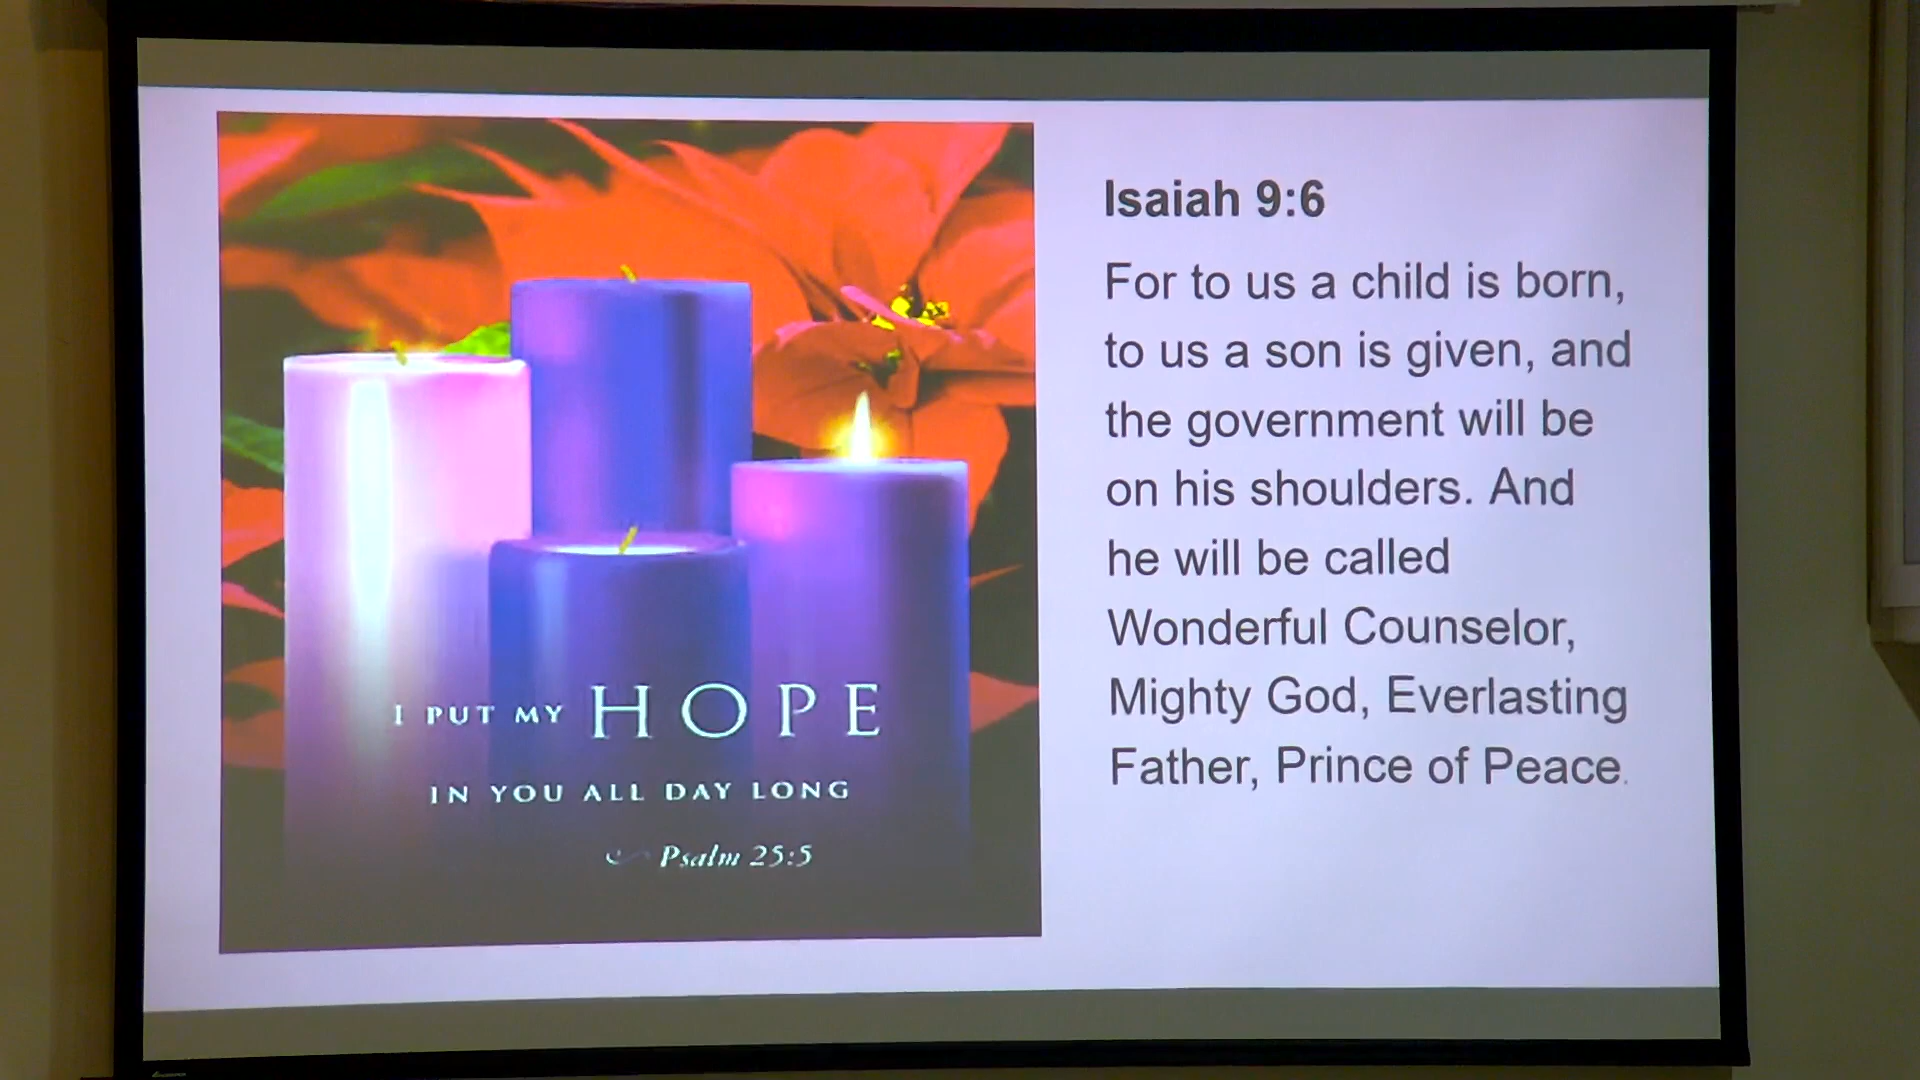 I PUT MY HOPE
IN YOU ALL DAY LONG
Psalm 25:5
Isaiah 9:6
For to us a child is born,
to us a son is given, and
the government will be
on his shoulders. And
he will be called
Wonderful Counselor,
Mighty God, Everlasting
Father, Prince of Peace.